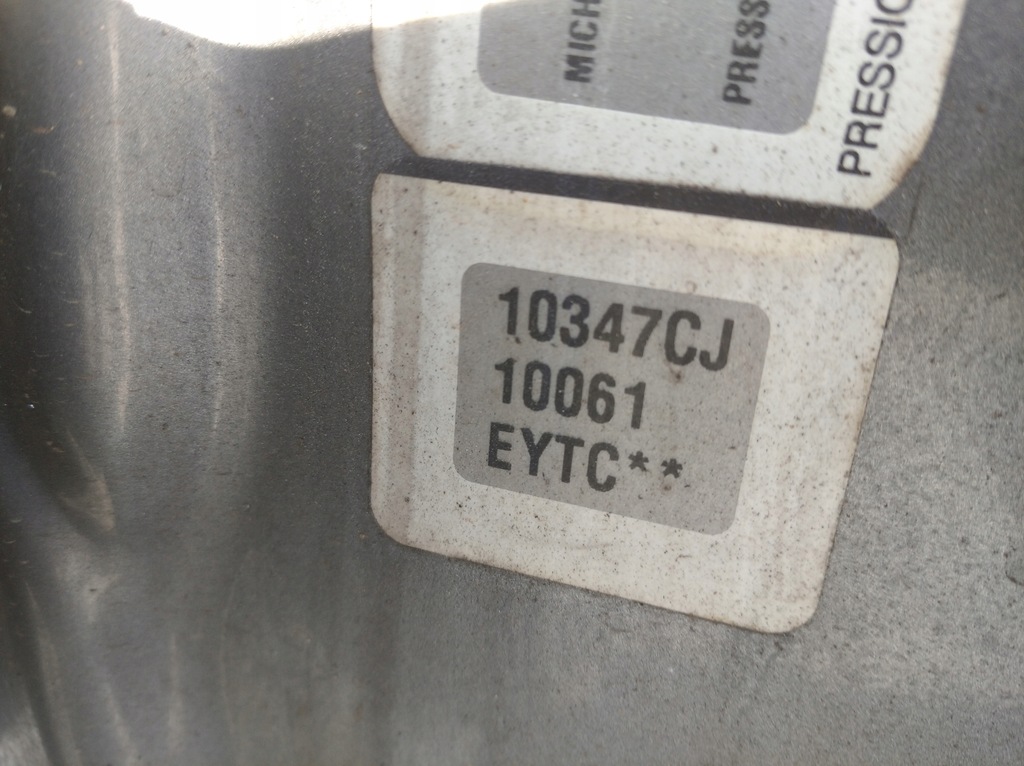 MICH
PRESS
PRESSIO
10347CJ
10061
EYTC**